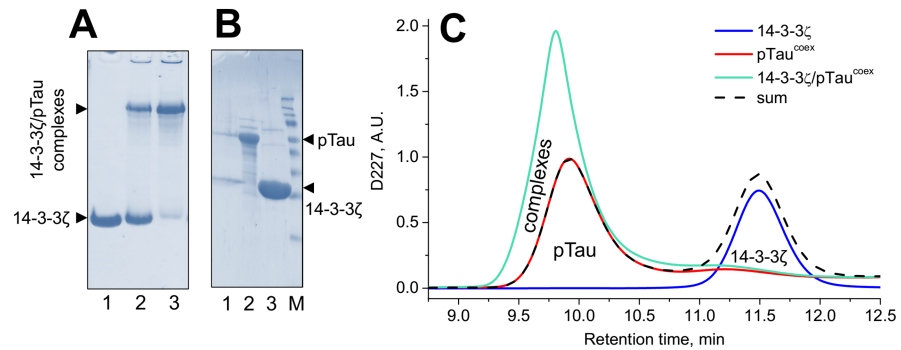 A
B
C
14-3-3ζ/pTau
complexes
14-3-3ζ
1 2 3
pTau
14-3-3ζ
1 2 3 M
D227, A.U.
2.0
1.5
1.0
0.5
0.0
complexes
pTau
14-3-3ζ
14-3-3ζ
pTau^coex
14-3-3ζ/pTau^coex
sum
9.0 9.5 10.0 10.5 11.0 11.5 12.0 12.5
Retention time, min